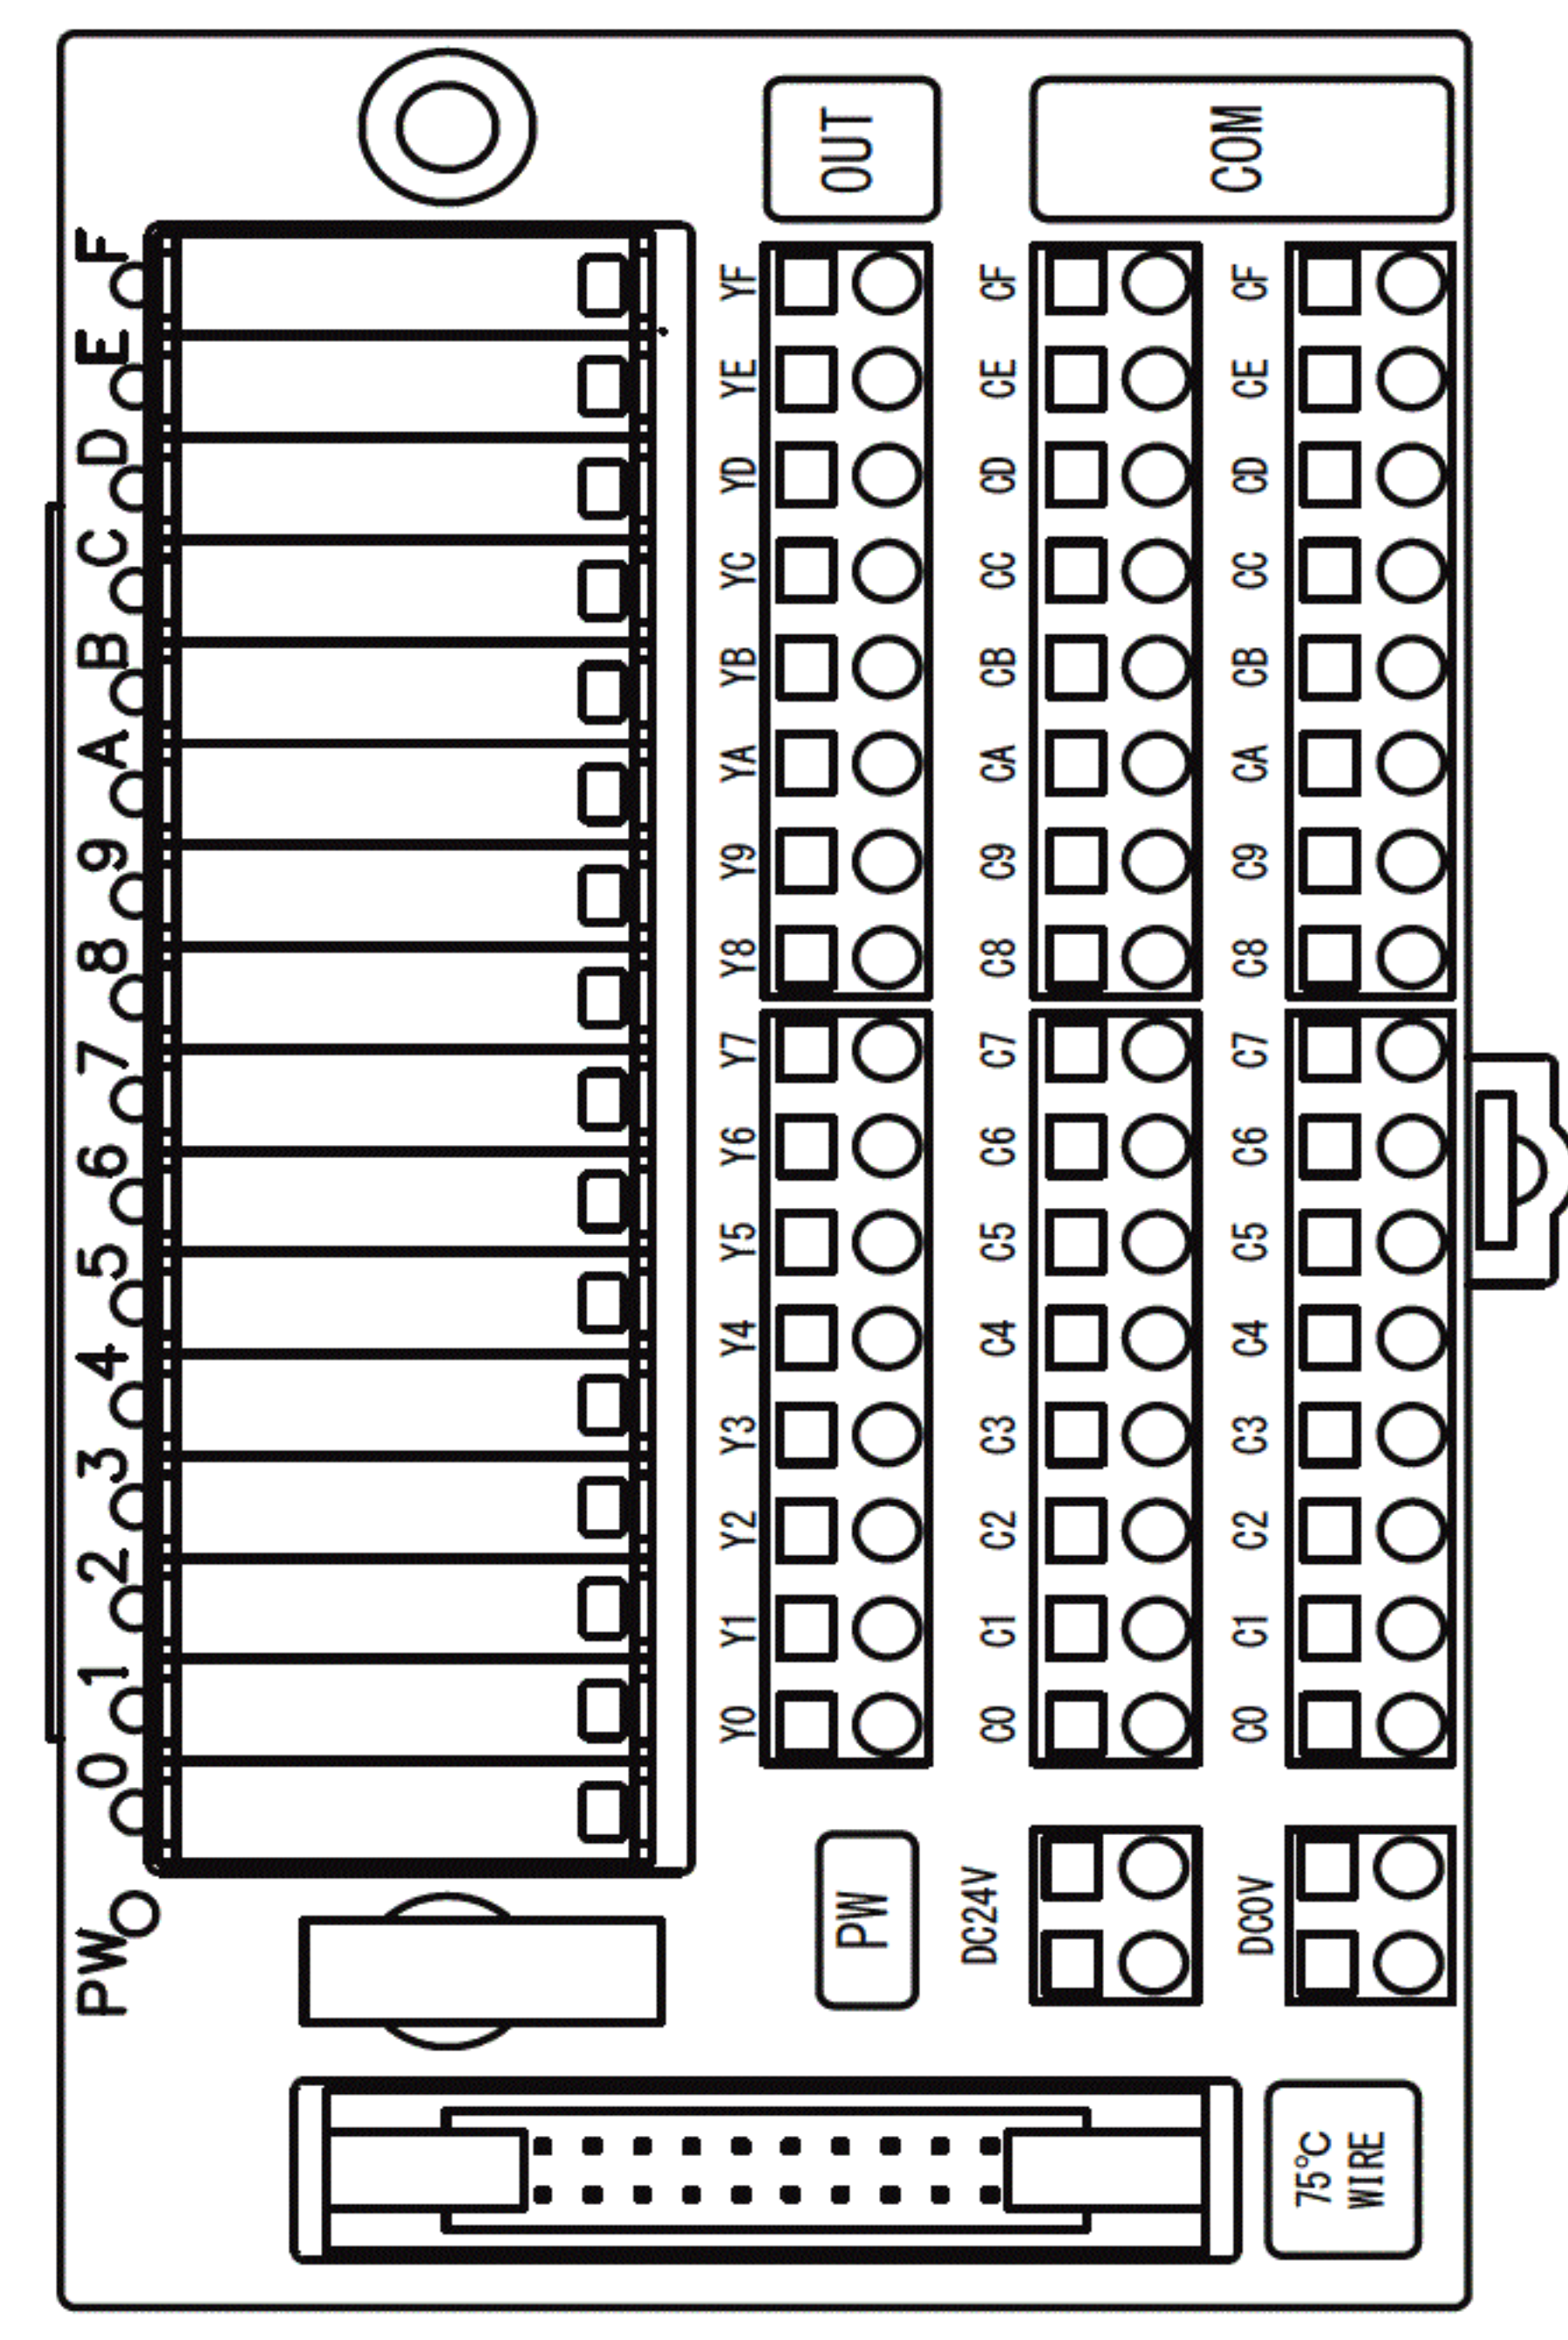 PW 0 1 2 3 4 5 6 7 8 9 A B C D E F
Y0 Y1 Y2 Y3 Y4 Y5 Y6 Y7 Y8 Y9 YA YB YC YD YE YF
PW
OUT
DC24V
C0 C1 C2 C3 C4 C5 C6 C7 C8 C9 CA CB CC CD CE CF
COM
DC0V
C0 C1 C2 C3 C4 C5 C6 C7 C8 C9 CA CB CC CD CE CF
75℃
WIRE